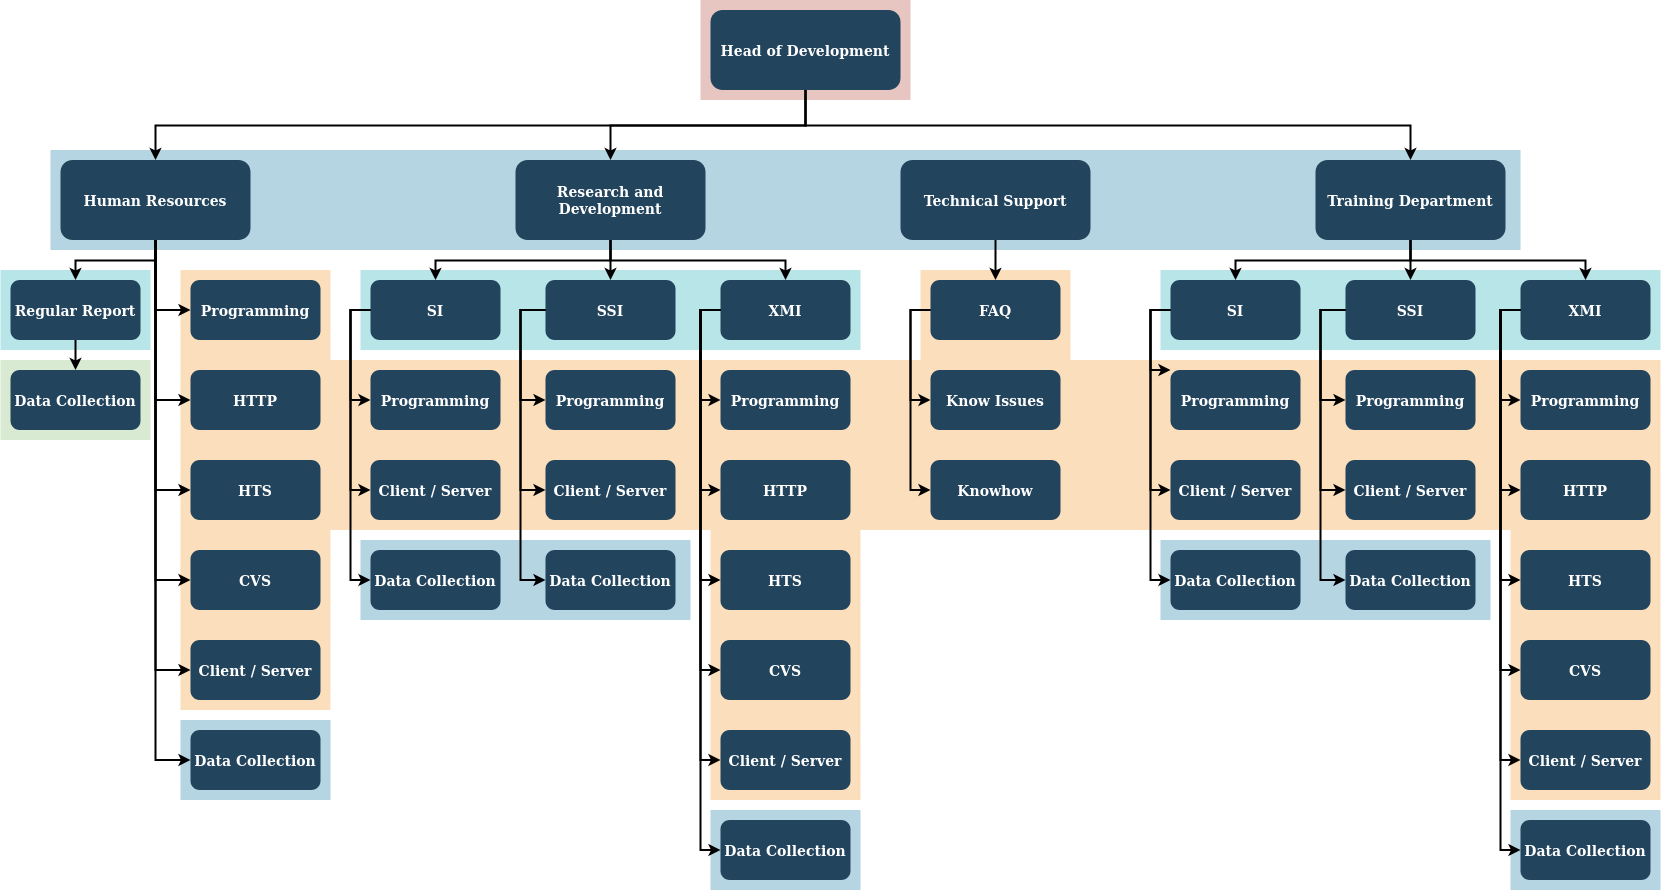 Head of Development
Human Resources
Research and
Development
Technical Support
Training Department
Regular Report
Programming
SI
SSI
XMI
FAQ
SI
SSI
XMI
Data Collection
HTTP
Programming
Programming
Programming
Know Issues
Programming
Programming
Programming
HTS
Client / Server
Client / Server
HTTP
Knowhow
Client / Server
Client / Server
HTTP
CVS
Data Collection
Data Collection
HTS
Data Collection
Data Collection
HTS
Client / Server
CVS
CVS
Data Collection
Client / Server
Client / Server
Data Collection
Data Collection